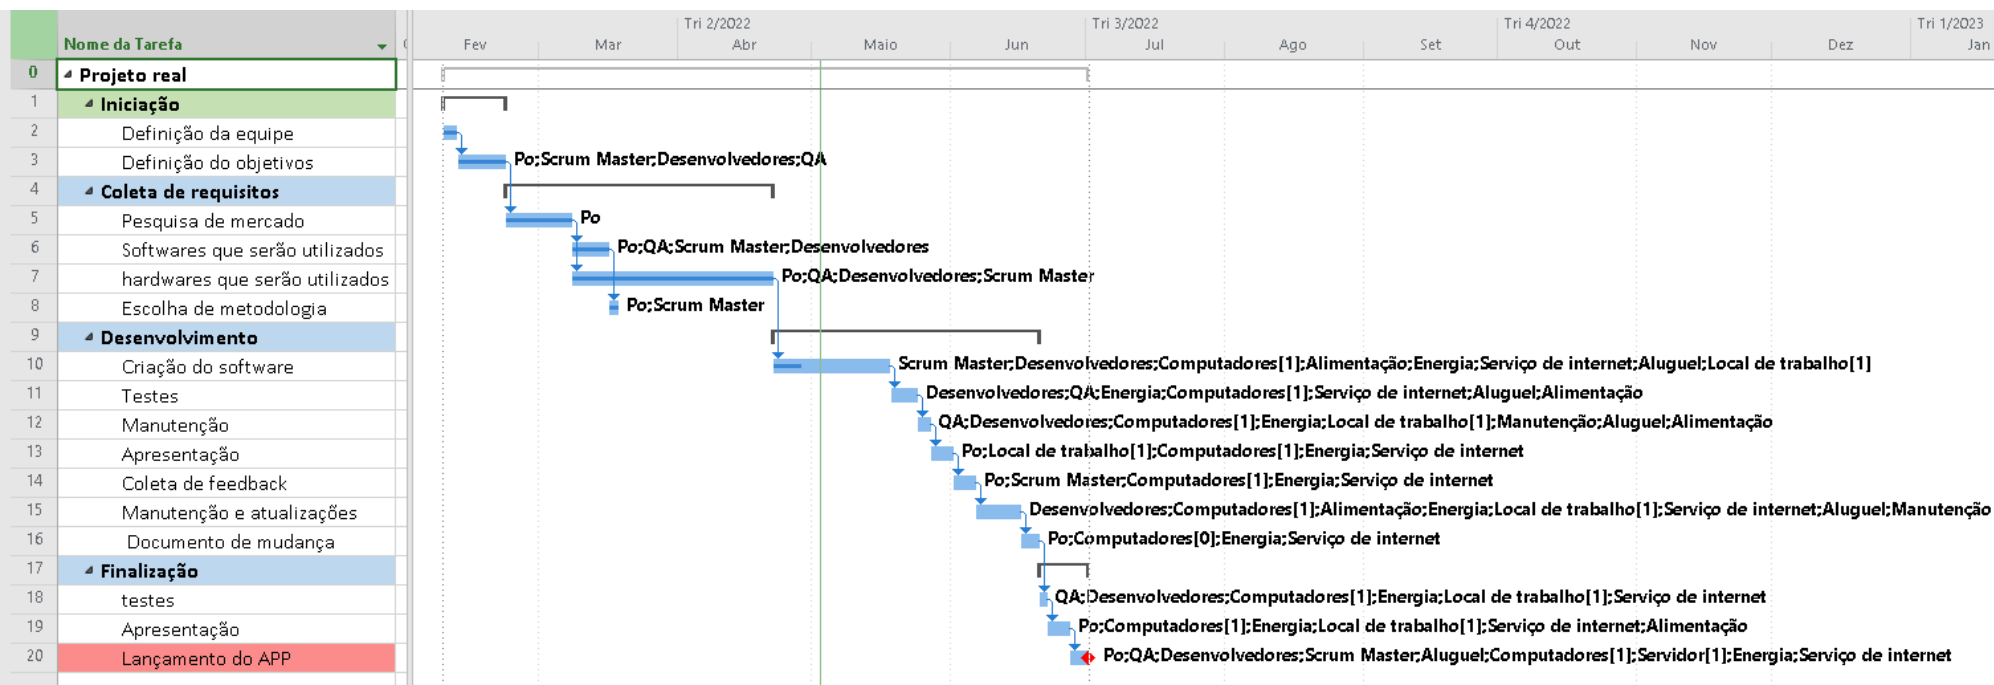 Tri 2/2022 Tri 3/2022 Tri 4/2022 Tri 1/2023
Nome da Tarefa Fev Mar Abr Maio Jun Jul Ago Set Out Nov Dez Jan
0 Projeto real
1 Iniciação
2 Definição da equipe
3 Definição do objetivos Po;Scrum Master;Desenvolvedores;QA
4 Coleta de requisitos
5 Pesquisa de mercado Po
6 Softwares que serão utilizados Po;QA;Scrum Master;Desenvolvedores
7 hardwares que serão utilizados Po;QA;Desenvolvedores;Scrum Master
8 Escolha de metodologia Po;Scrum Master
9 Desenvolvimento
10 Criação do software Scrum Master;Desenvolvedores;Computadores[1];Alimentação;Energia;Serviço de internet;Aluguel;Local de trabalho[1]
11 Testes Desenvolvedores;QA;Energia;Computadores[1];Serviço de internet;Aluguel;Alimentação
12 Manutenção QA;Desenvolvedores;Computadores[1];Energia;Local de trabalho[1];Manutenção;Aluguel;Alimentação
13 Apresentação Po;Local de trabalho[1];Computadores[1];Energia;Serviço de internet
14 Coleta de feedback Po;Scrum Master;Computadores[1];Energia;Serviço de internet
15 Manutenção e atualizações Desenvolvedores;Computadores[1];Alimentação;Energia;Local de trabalho[1];Serviço de internet;Aluguel;Manutenção
16 Documento de mudança Po;Computadores[0];Energia;Serviço de internet
17 Finalização
18 testes QA;Desenvolvedores;Computadores[1];Energia;Local de trabalho[1];Serviço de internet
19 Apresentação Po;Computadores[1];Energia;Local de trabalho[1];Serviço de internet;Alimentação
20 Lançamento do APP Po;QA;Desenvolvedores;Scrum Master;Aluguel;Computadores[1];Servidor[1];Energia;Serviço de internet